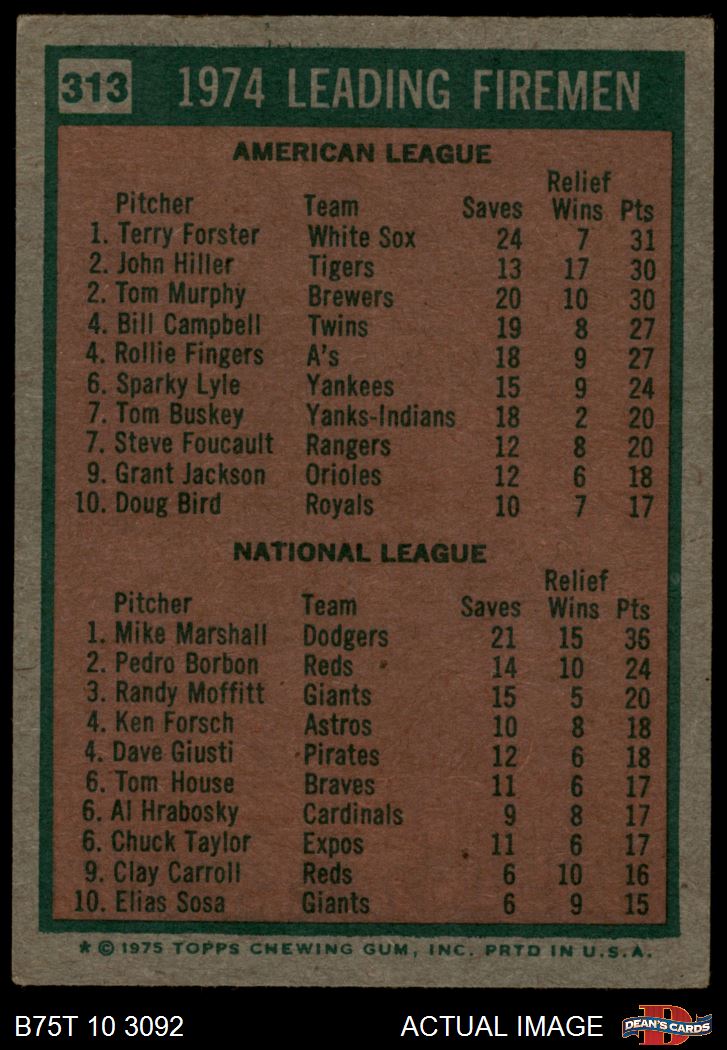 313 1974 LEADING FIREMEN
AMERICAN LEAGUE
Relief
Pitcher Team Saves Wins Pts
1. Terry Forster White Sox 24 7 31
2. John Hiller Tigers 13 17 30
2. Tom Murphy Brewers 20 10 30
4. Bill Campbell Twins 19 8 27
4. Rollie Fingers A's 18 9 27
6. Sparky Lyle Yankees 15 9 24
7. Tom Buskey Yanks-Indians 18 2 20
7. Steve Foucault Rangers 12 8 20
9. Grant Jackson Orioles 12 6 18
10. Doug Bird Royals 10 7 17
NATIONAL LEAGUE
Relief
Pitcher Team Saves Wins Pts
1. Mike Marshall Dodgers 21 15 36
2. Pedro Borbon Reds 14 10 24
3. Randy Moffitt Giants 15 5 20
4. Ken Forsch Astros 10 8 18
4. Dave Giusti Pirates 12 6 18
6. Tom House Braves 11 6 17
6. Al Hrabosky Cardinals 9 8 17
6. Chuck Taylor Expos 11 6 17
9. Clay Carroll Reds 6 10 16
10. Elias Sosa Giants 6 9 15
* © 1975 TOPPS CHEWING GUM, INC. PRTD IN U.S.A.
B75T 10 3092 ACTUAL IMAGE D DEAN'S CARDS